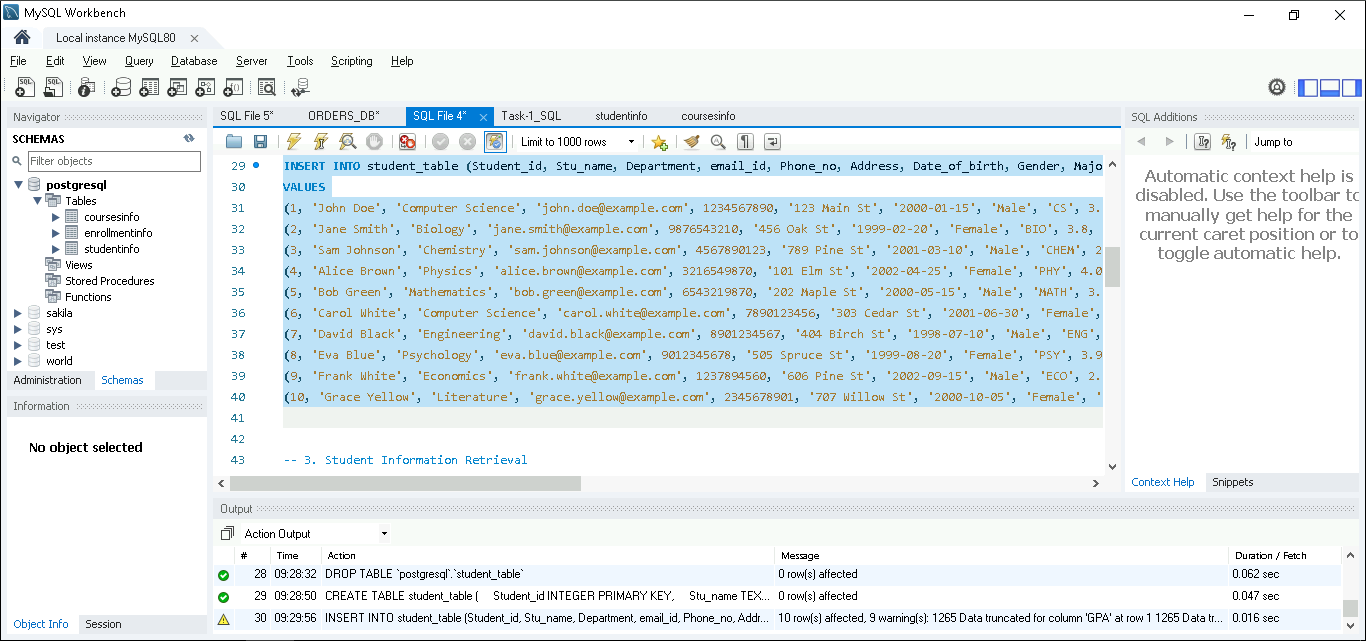 MySQL Workbench
Local instance MySQL80
File Edit View Query Database Server Tools Scripting Help
Navigator
SCHEMAS
Filter objects
postgresql
Tables
coursesinfo
enrollmentinfo
studentinfo
Views
Stored Procedures
Functions
sakila
sys
test
world
Administration Schemas
Information
No object selected
Object Info Session
SQL File 5* ORDERS_DB* SQL File 4* Task-1_SQL studentinfo coursesinfo
Limit to 1000 rows
29 INSERT INTO student_table (Student_id, Stu_name, Department, email_id, Phone_no, Address, Date_of_birth, Gender, Majo
30 VALUES
31 (1, 'John Doe', 'Computer Science', 'john.doe@example.com', 1234567890, '123 Main St', '2000-01-15', 'Male', 'CS', 3.
32 (2, 'Jane Smith', 'Biology', 'jane.smith@example.com', 9876543210, '456 Oak St', '1999-02-20', 'Female', 'BIO', 3.8,
33 (3, 'Sam Johnson', 'Chemistry', 'sam.johnson@example.com', 4567890123, '789 Pine St', '2001-03-10', 'Male', 'CHEM', 2
34 (4, 'Alice Brown', 'Physics', 'alice.brown@example.com', 3216549870, '101 Elm St', '2002-04-25', 'Female', 'PHY', 4.0
35 (5, 'Bob Green', 'Mathematics', 'bob.green@example.com', 6543219870, '202 Maple St', '2000-05-15', 'Male', 'MATH', 3.
36 (6, 'Carol White', 'Computer Science', 'carol.white@example.com', 7890123456, '303 Cedar St', '2001-06-30', 'Female',
37 (7, 'David Black', 'Engineering', 'david.black@example.com', 8901234567, '404 Birch St', '1998-07-10', 'Male', 'ENG',
38 (8, 'Eva Blue', 'Psychology', 'eva.blue@example.com', 9012345678, '505 Spruce St', '1999-08-20', 'Female', 'PSY', 3.9
39 (9, 'Frank White', 'Economics', 'frank.white@example.com', 1237894560, '606 Pine St', '2002-09-15', 'Male', 'ECO', 2.
40 (10, 'Grace Yellow', 'Literature', 'grace.yellow@example.com', 2345678901, '707 Willow St', '2000-10-05', 'Female', '
41
42
43 -- 3. Student Information Retrieval
SQL Additions
Jump to
Automatic context help is
disabled. Use the toolbar to
manually get help for the
current caret position or to
toggle automatic help.
Context Help Snippets
Output
Action Output
# Time Action Message Duration / Fetch
28 09:28:32 DROP TABLE `postgresql`.`student_table` 0 row(s) affected 0.062 sec
29 09:28:50 CREATE TABLE student_table ( Student_id INTEGER PRIMARY KEY, Stu_name TEX... 0 row(s) affected 0.047 sec
30 09:29:56 INSERT INTO student_table (Student_id, Stu_name, Department, email_id, Phone_no, Addr... 10 row(s) affected, 9 warning(s): 1265 Data truncated for column 'GPA' at row 1 1265 Data tr... 0.016 sec